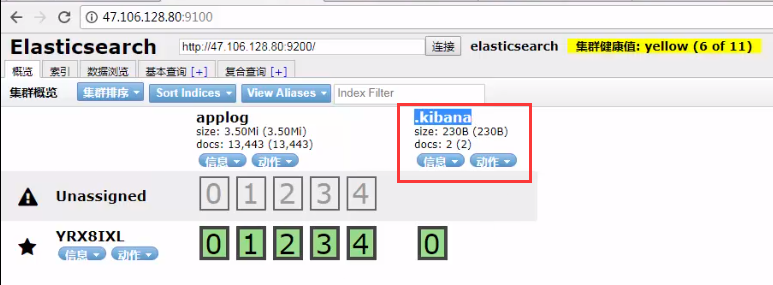 47.106.128.80:9100
Elasticsearch http://47.106.128.80:9200/ 连接 elasticsearch 集群健康值: yellow (6 of 11)
概览 索引 数据浏览 基本查询 [+] 复合查询 [+]
集群概览 集群排序 Sort Indices View Aliases Index Filter
applog .kibana
size: 3.50Mi (3.50Mi) size: 230B (230B)
docs: 13,443 (13,443) docs: 2 (2)
信息 动作 信息 动作
Unassigned 0 1 2 3 4
YRX8IXL 0 1 2 3 4 0
信息 动作